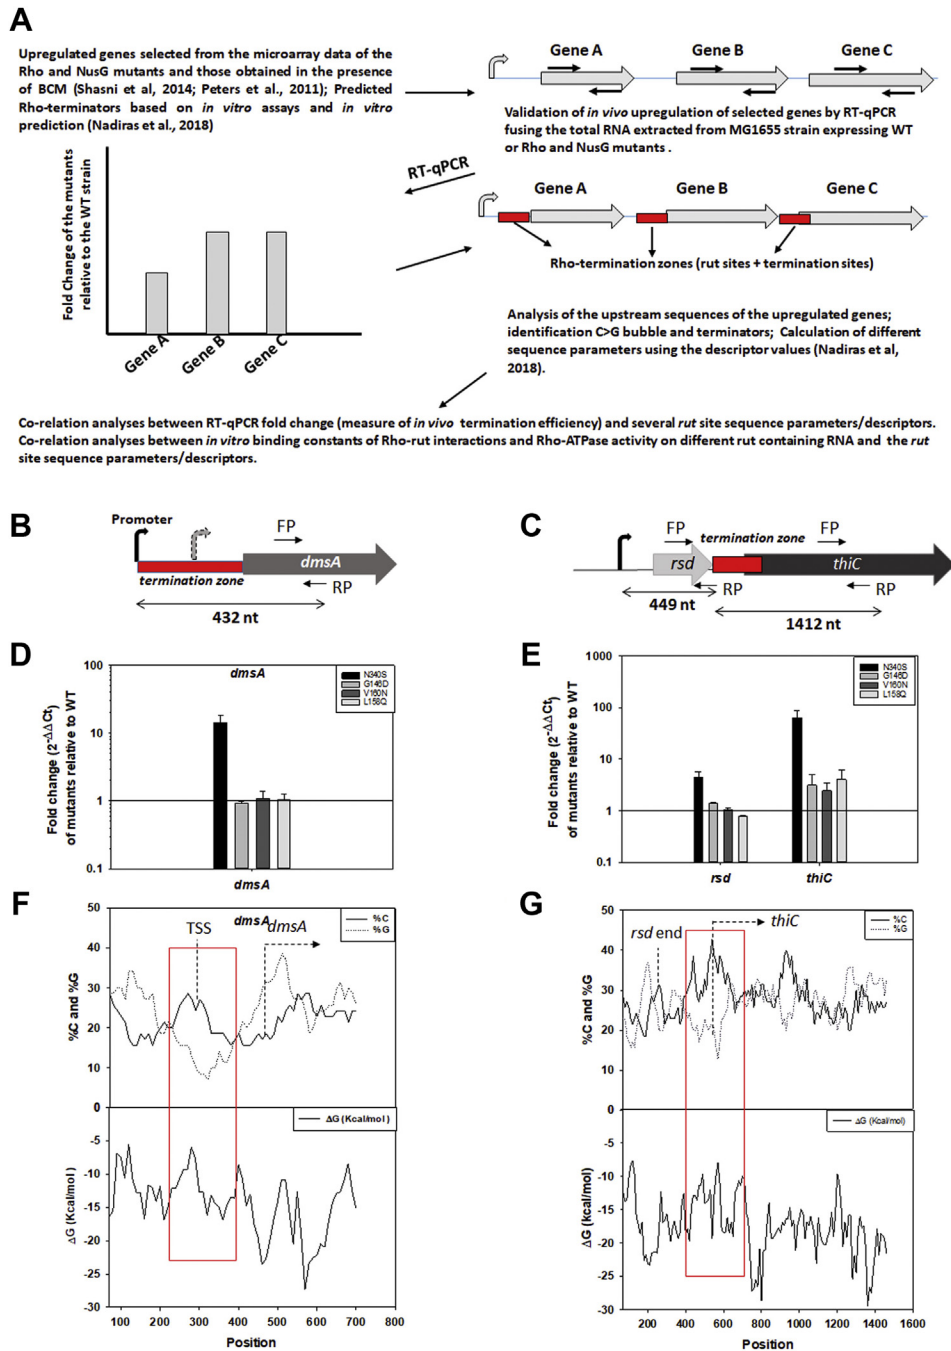 A
Upregulated genes selected from the microarray data of the
Rho and NusG mutants and those obtained in the presence
of BCM (Shasni et al, 2014; Peters et al., 2011); Predicted
Rho-terminators based on in vitro assays and in vitro
prediction (Nadiras et al., 2018)
Gene A
Gene B
Gene C
Validation of in vivo upregulation of selected genes by RT-qPCR
fusing the total RNA extracted from MG1655 strain expressing WT
or Rho and NusG mutants .
RT-qPCR
Fold Change of the mutants
relative to the WT strain
Gene A
Gene B
Gene C
Gene A
Gene B
Gene C
Rho-termination zones (rut sites + termination sites)
Analysis of the upstream sequences of the upregulated genes;
identification C>G bubble and terminators; Calculation of different
sequence parameters using the descriptor values (Nadiras et al,
2018).
Co-relation analyses between RT-qPCR fold change (measure of in vivo termination efficiency) and several rut site sequence parameters/descriptors.
Co-relation analyses between in vitro binding constants of Rho-rut interactions and Rho-ATPase activity on different rut containing RNA and the rut
site sequence parameters/descriptors.
B
Promoter
FP
dmsA
termination zone
RP
432 nt
C
FP
termination zone
FP
rsd
thiC
RP
RP
449 nt
1412 nt
D
dmsA
N340S
G146D
V160N
L158Q
Fold change (2-ΔΔCt)
of mutants relative to WT
100
10
1
0.1
dmsA
E
N340S
G146D
V160N
L158Q
Fold change (2-ΔΔCt)
of mutants relative to WT
1000
100
10
1
0.1
rsd
thiC
F
TSS
dmsA
dmsA
%C
%G
%C and %G
50
40
30
20
10
0
ΔG (Kcal/mol)
ΔG (Kcal/mol)
-5
-10
-15
-20
-25
-30
100 200 300 400 500 600 700 800
Position
G
rsd end
thiC
%C
%G
%C and %G
50
40
30
20
10
0
ΔG (Kcal/mol)
ΔG (kcal/mol)
-5
-10
-15
-20
-25
-30
200 400 600 800 1000 1200 1400 1600
Position